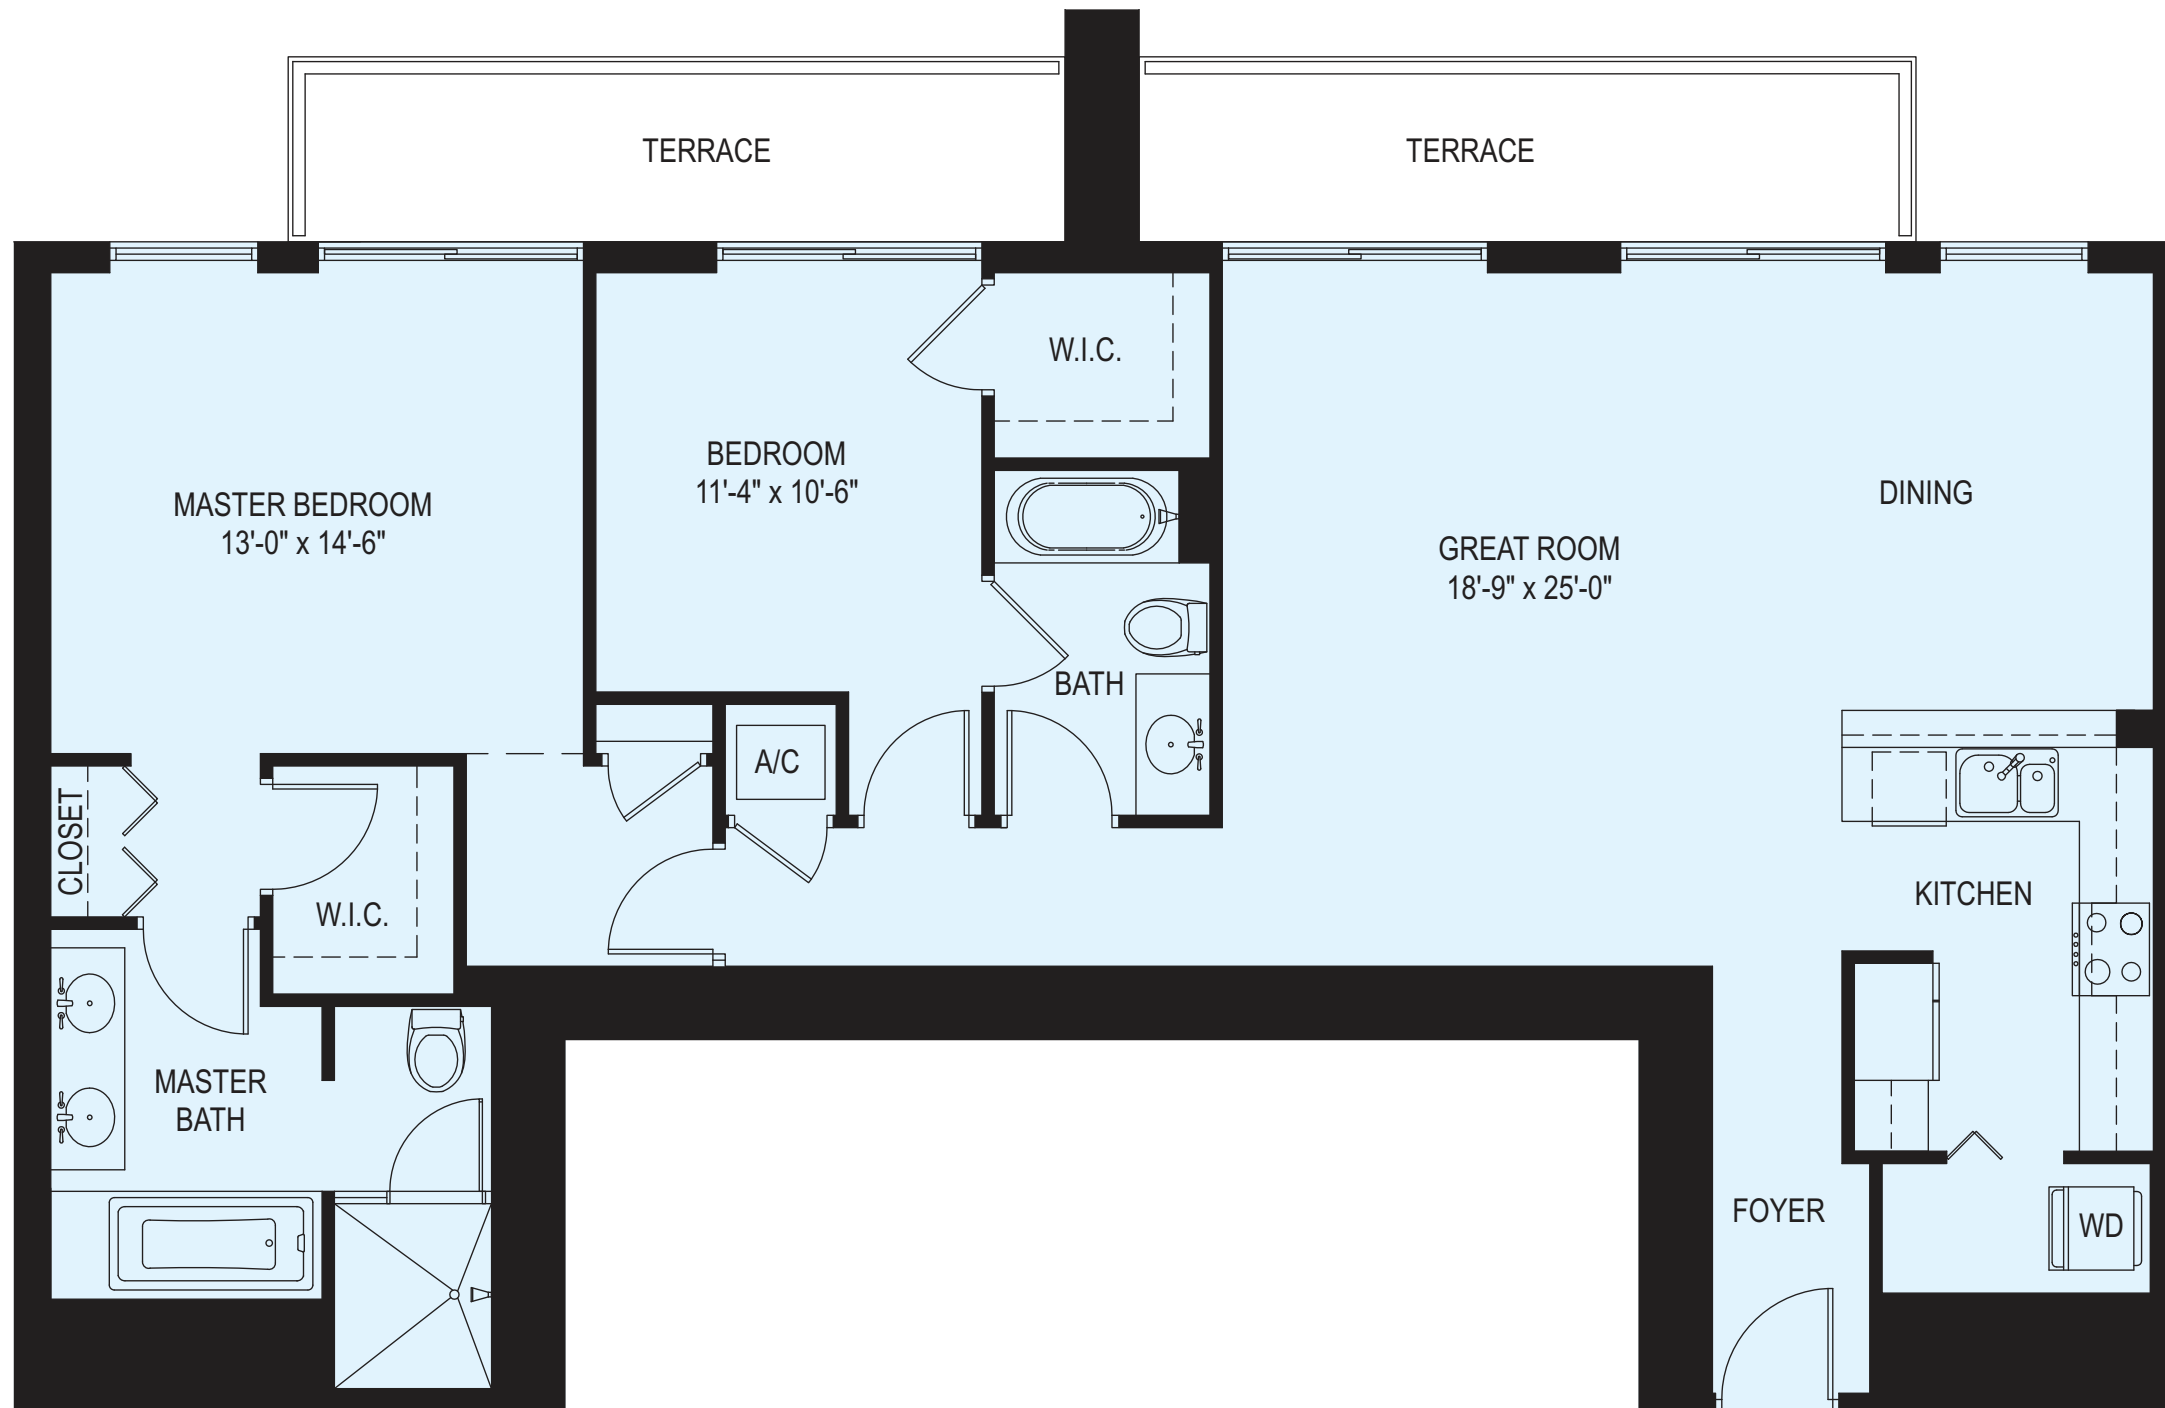 TERRACE
TERRACE
W.I.C.
BEDROOM
11'-4" x 10'-6"
MASTER BEDROOM
13'-0" x 14'-6"
DINING
GREAT ROOM
18'-9" x 25'-0"
BATH
A/C
CLOSET
W.I.C.
KITCHEN
MASTER
BATH
FOYER
WD